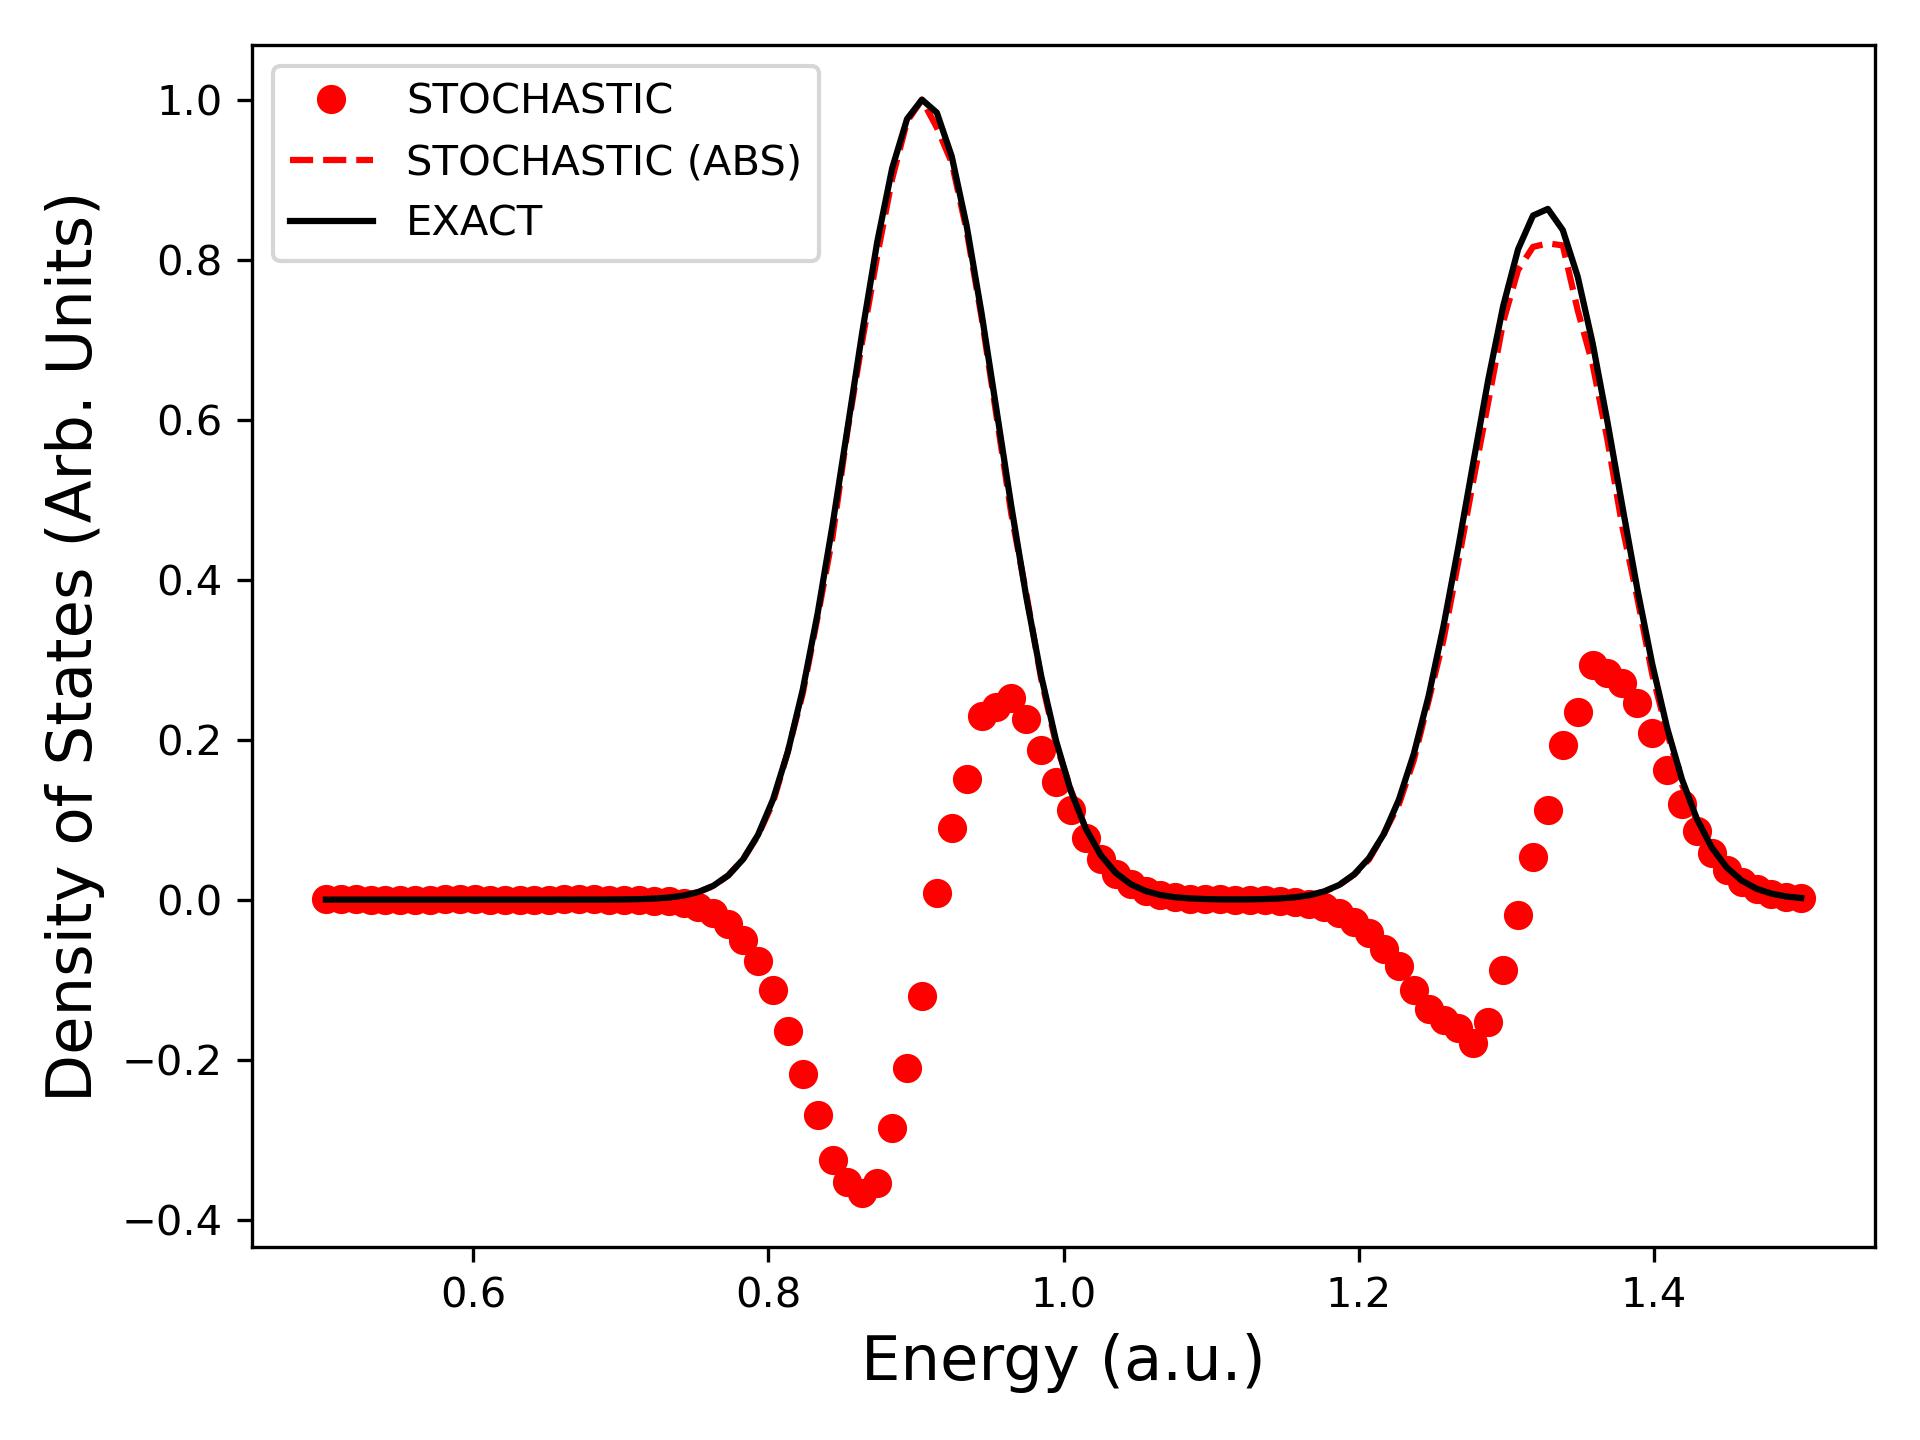 STOCHASTIC
STOCHASTIC (ABS)
EXACT
Density of States (Arb. Units)
1.0
0.8
0.6
0.4
0.2
0.0
−0.2
−0.4
0.6 0.8 1.0 1.2 1.4
Energy (a.u.)